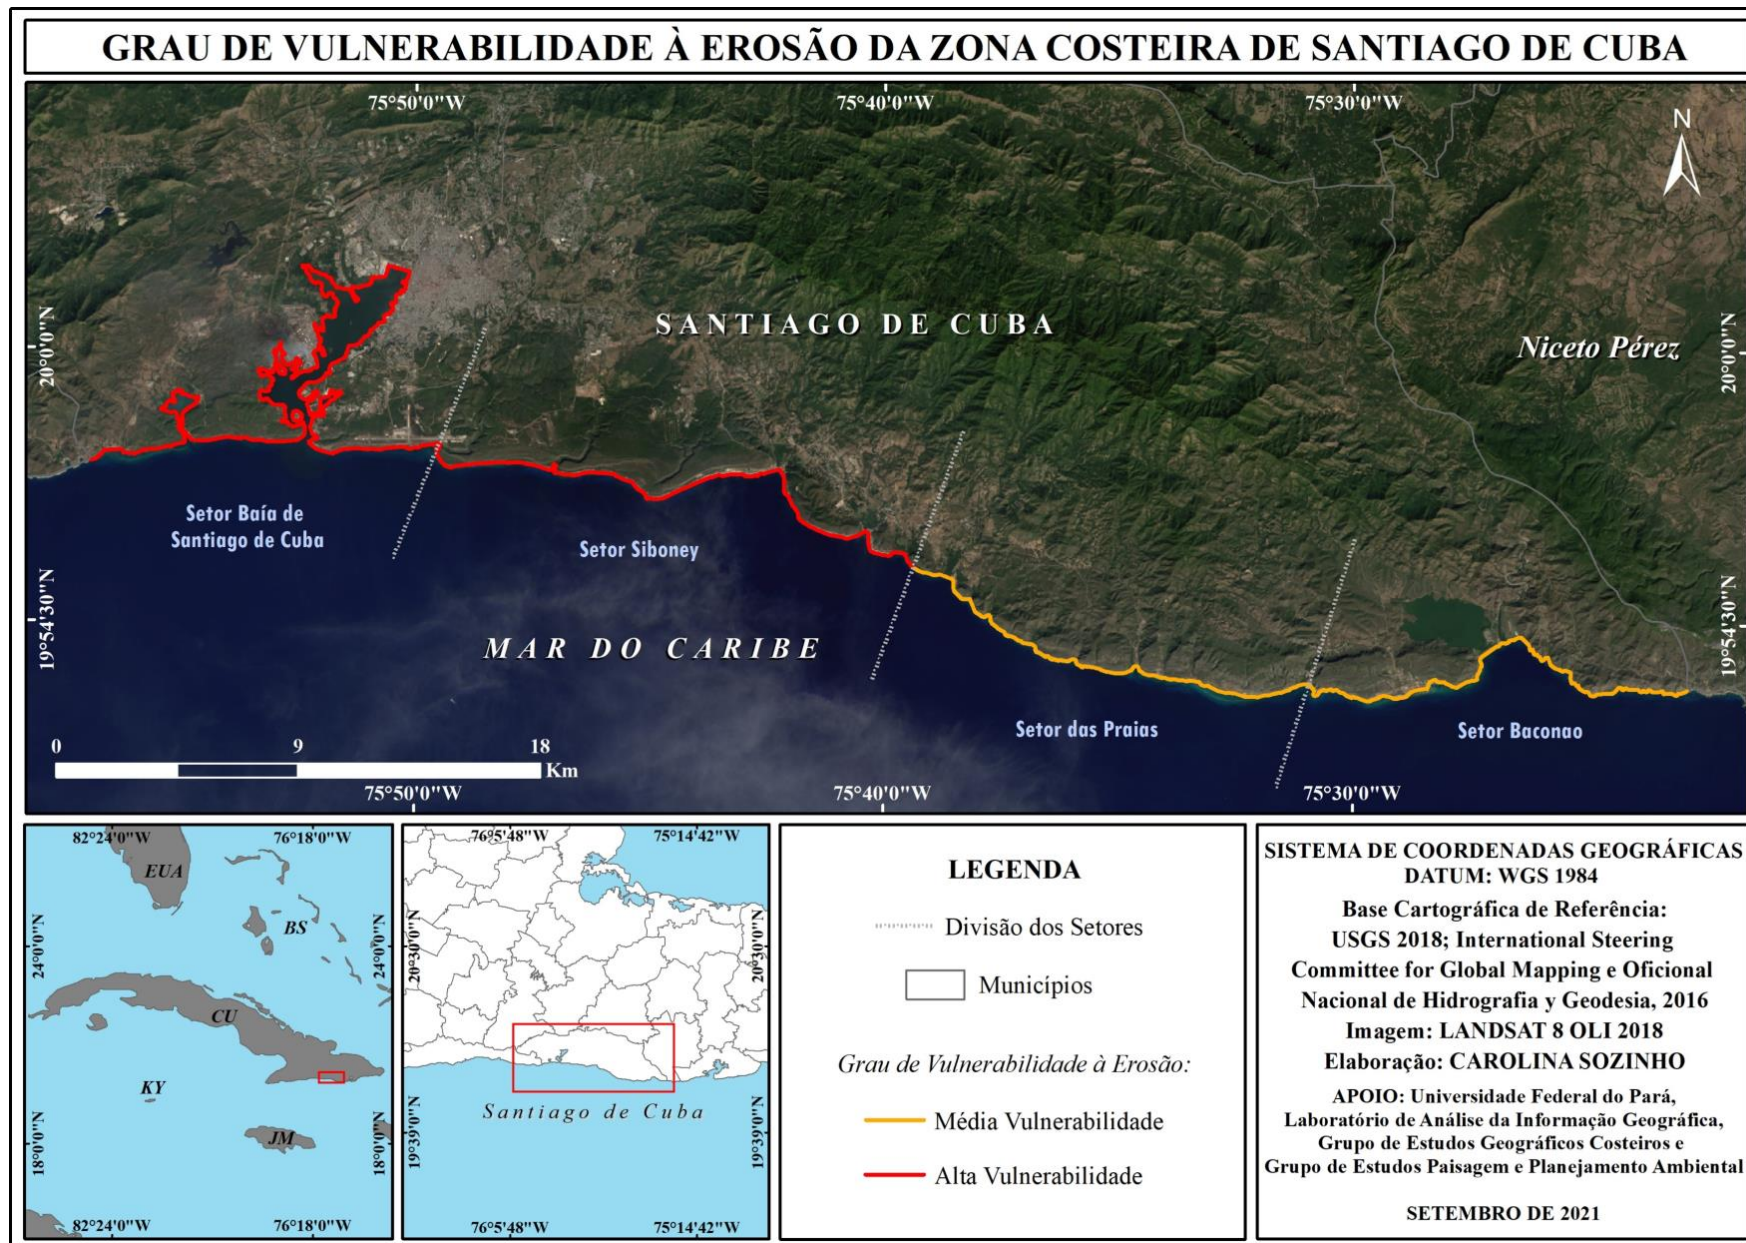 GRAU DE VULNERABILIDADE À EROSÃO DA ZONA COSTEIRA DE SANTIAGO DE CUBA
75°50'0"W
75°40'0"W
75°30'0"W
N
20°0'0"N
SANTIAGO DE CUBA
Niceto Pérez
20°0'0"N
Setor Baía de
Santiago de Cuba
Setor Siboney
19°54'30"N
MAR DO CARIBE
19°54'30"N
Setor das Praias
Setor Baconao
0
9
18
Km
75°50'0"W
75°40'0"W
75°30'0"W
82°24'0"W
76°18'0"W
EUA
BS
24°0'0"N
24°0'0"N
CU
KY
JM
18°0'0"N
18°0'0"N
82°24'0"W
76°18'0"W
76°5'48"W
75°14'42"W
20°30'0"N
20°30'0"N
Santiago de Cuba
19°39'0"N
19°39'0"N
76°5'48"W
75°14'42"W
LEGENDA
Divisão dos Setores
Municípios
Grau de Vulnerabilidade à Erosão:
Média Vulnerabilidade
Alta Vulnerabilidade
SISTEMA DE COORDENADAS GEOGRÁFICAS
DATUM: WGS 1984
Base Cartográfica de Referência:
USGS 2018; International Steering
Committee for Global Mapping e Oficional
Nacional de Hidrografia y Geodesia, 2016
Imagem: LANDSAT 8 OLI 2018
Elaboração: CAROLINA SOZINHO
APOIO: Universidade Federal do Pará,
Laboratório de Análise da Informação Geográfica,
Grupo de Estudos Geográficos Costeiros e
Grupo de Estudos Paisagem e Planejamento Ambiental
SETEMBRO DE 2021